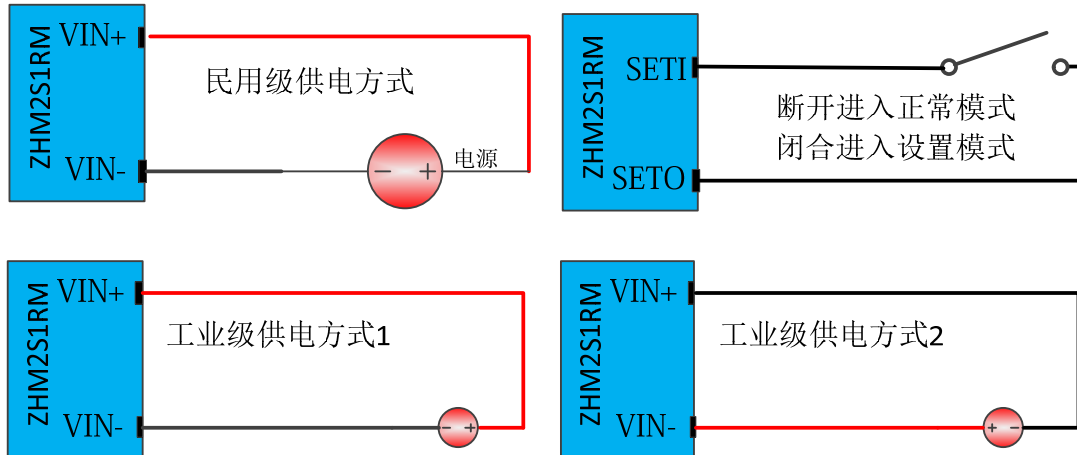 VIN+
ZHM2S1RM
民用级供电方式
VIN-
电源
SETI
ZHM2S1RM
断开进入正常模式
闭合进入设置模式
SETO
VIN+
ZHM2S1RM
工业级供电方式1
VIN-
VIN+
ZHM2S1RM
工业级供电方式2
VIN-